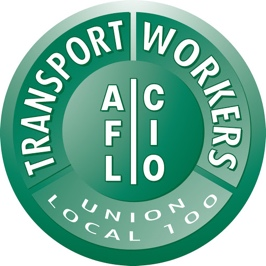 TRANSPORT WORKERS
AFL CIO
UNION
LOCAL 100